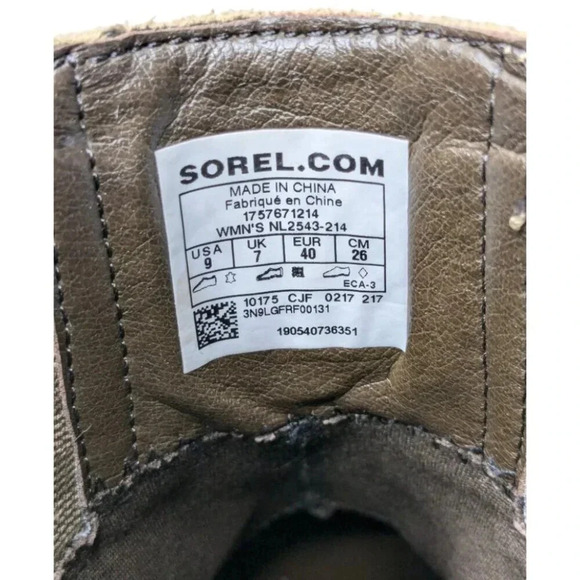 SOREL.COM
MADE IN CHINA
Fabriqué en Chine
1757671214
WMN'S NL2543-214
USA UK EUR CM
9 7 40 26
ECA-3
10175 CJF 0217 217
3N9LGFRF00131
190540736351